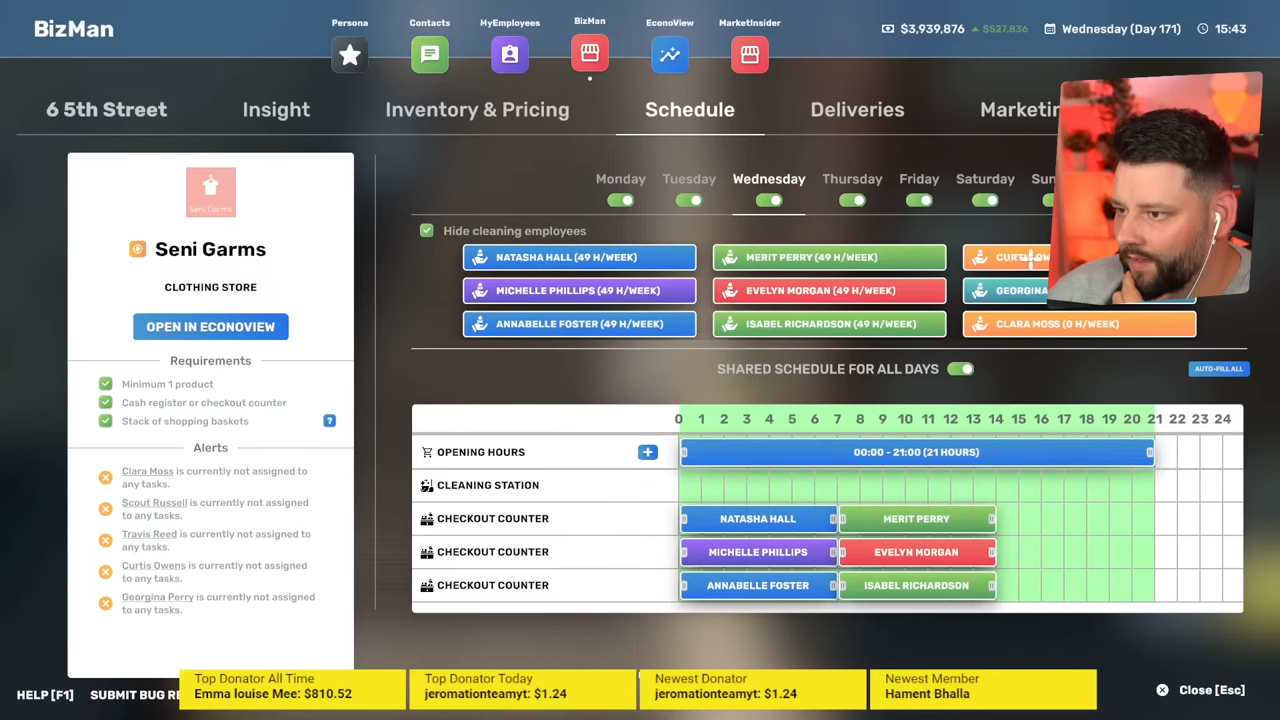 BizMan
Persona
Contacts
MyEmployees
BizMan
EconoView
MarketInsider
$3,939,876 $527,836
Wednesday (Day 171)
15:43
6 5th Street
Insight
Inventory & Pricing
Schedule
Deliveries
Seni Garms
Seni Garms
CLOTHING STORE
OPEN IN ECONOVIEW
Requirements
Minimum 1 product
Cash register or checkout counter
Stack of shopping baskets
?
Alerts
Clara Moss is currently not assigned
to any tasks.
Scout Russell is currently not assigned
to any tasks.
Travis Reed is currently not assigned
to any tasks.
Curtis Owens is currently not assigned
to any tasks.
Georgina Perry is currently not assigned
to any tasks.
Monday
Tuesday
Wednesday
Thursday
Friday
Saturday
Hide cleaning employees
NATASHA HALL (49 H/WEEK)
MERIT PERRY (49 H/WEEK)
MICHELLE PHILLIPS (49 H/WEEK)
EVELYN MORGAN (49 H/WEEK)
GEORGINA
ANNABELLE FOSTER (49 H/WEEK)
ISABEL RICHARDSON (49 H/WEEK)
CLARA MOSS (0 H/WEEK)
SHARED SCHEDULE FOR ALL DAYS
AUTO-FILL ALL
0 1 2 3 4 5 6 7 8 9 10 11 12 13 14 15 16 17 18 19 20 21 22 23 24
OPENING HOURS
00:00 - 21:00 (21 HOURS)
CLEANING STATION
CHECKOUT COUNTER
NATASHA HALL
MERIT PERRY
CHECKOUT COUNTER
MICHELLE PHILLIPS
EVELYN MORGAN
CHECKOUT COUNTER
ANNABELLE FOSTER
ISABEL RICHARDSON
HELP [F1]
SUBMIT BUG
Top Donator All Time
Emma louise Mee: $810.52
Top Donator Today
jeromationteamyt: $1.24
Newest Donator
jeromationteamyt: $1.24
Newest Member
Hament Bhalla
Close [Esc]